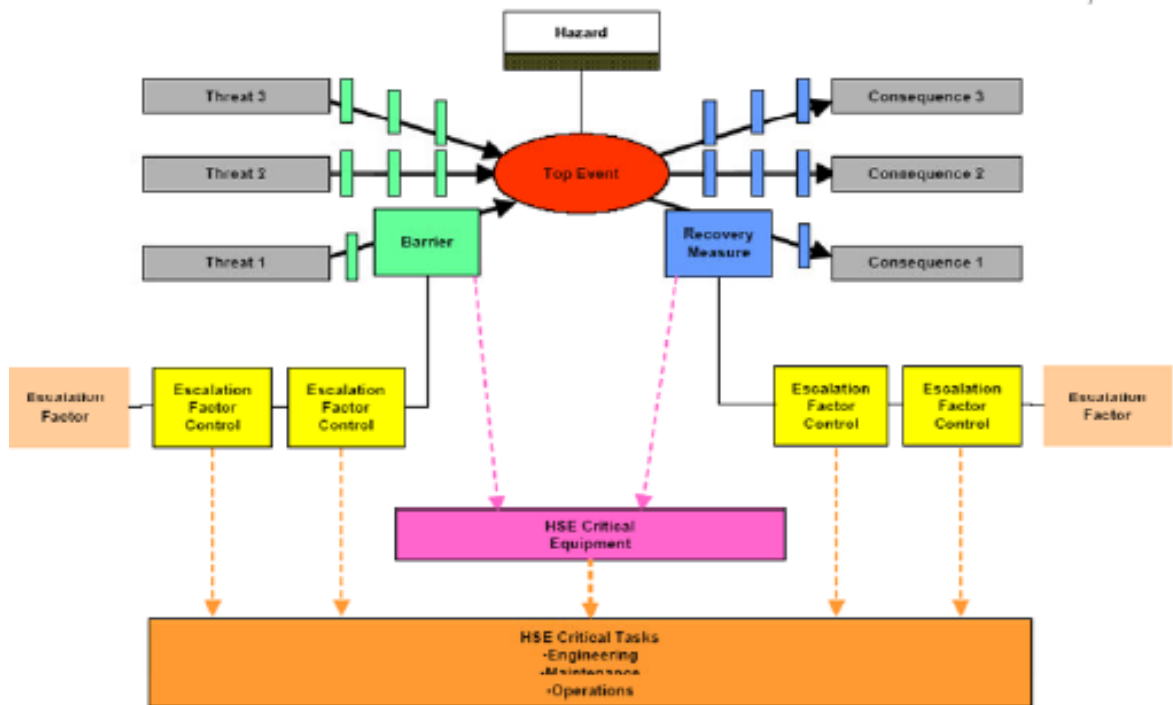 Hazard
Threat 3
Consequence 3
Threat 2
Top Event
Consequence 2
Barrier
Recovery
Measure
Threat 1
Consequence 1
Escalation
Factor
Escalation
Factor
Control
Escalation
Factor
Control
Escalation
Factor
Control
Escalation
Factor
Control
Escalation
Factor
HSE Critical
Equipment
HSE Critical Tasks
-Engineering
-Maintenance
-Operations